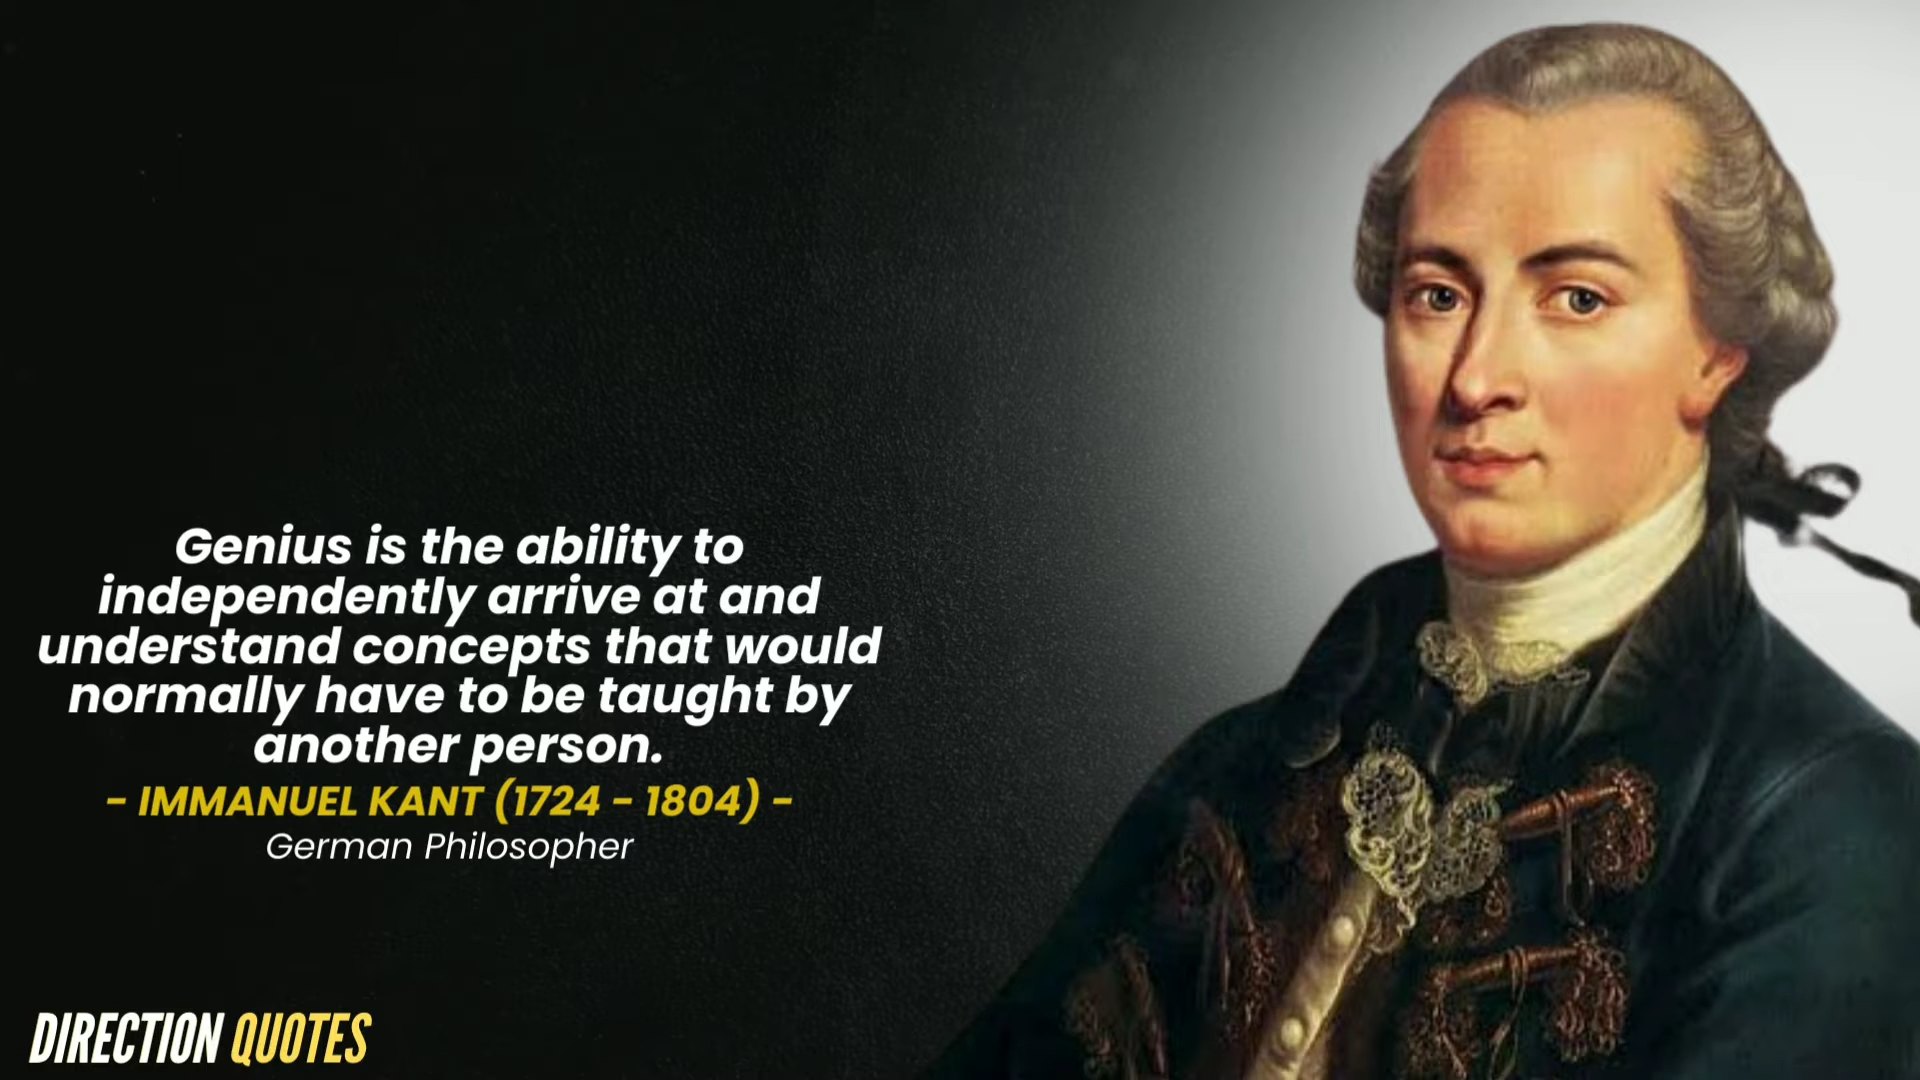 Genius is the ability to
independently arrive at and
understand concepts that would
normally have to be taught by
another person.
- IMMANUEL KANT (1724 - 1804) -
German Philosopher
DIRECTION QUOTES